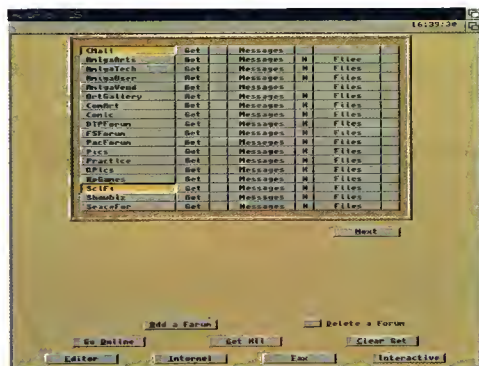 16:39:30
CMail Get Messages Files
AmigaArts Get Messages N Files
AmigaTech Get Messages N Files
AmigaUser Get Messages N Files
AmigaVend Get Messages N Files
ArtGallery Get Messages N Files
ComArt Get Messages N Files
Comic Get Messages N Files
DTPForum Get Messages N Files
FSForum Get Messages N Files
PacForum Get Messages N Files
Pics Get Messages N Files
Practice Get Messages N Files
QPics Get Messages N Files
RpGames Get Messages N Files
SciFi Get Messages N Files
Showbiz Get Messages N Files
SpaceFor Get Messages N Files
Next
Add a Forum Delete a Forum
Go Online Get All Clear Get
Editor Internet Fax Interactive